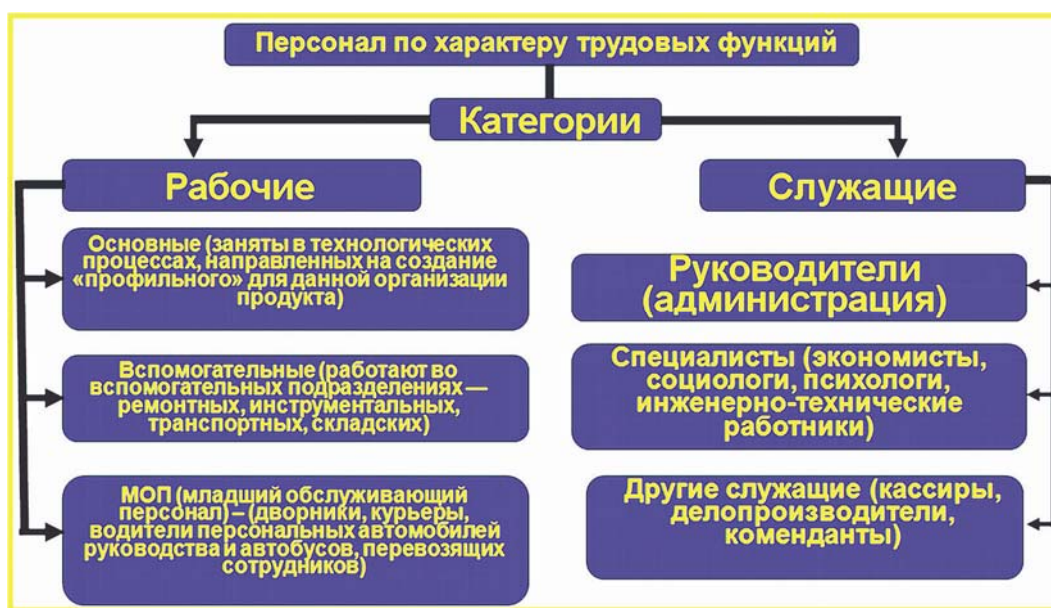 Персонал по характеру трудовых функций
Категории
Рабочие
Служащие
Основные (заняты в технологических
процессах, направленных на создание
«профильного» для данной организации
продукта)
Вспомогательные (работают во
вспомогательных подразделениях —
ремонтных, инструментальных,
транспортных, складских)
МОП (младший обслуживающий
персонал) – (дворники, курьеры,
водители персональных автомобилей
руководства и автобусов, перевозящих
сотрудников)
Руководители
(администрация)
Специалисты (экономисты,
социологи, психологи,
инженерно-технические
работники)
Другие служащие (кассиры,
делопроизводители,
коменданты)